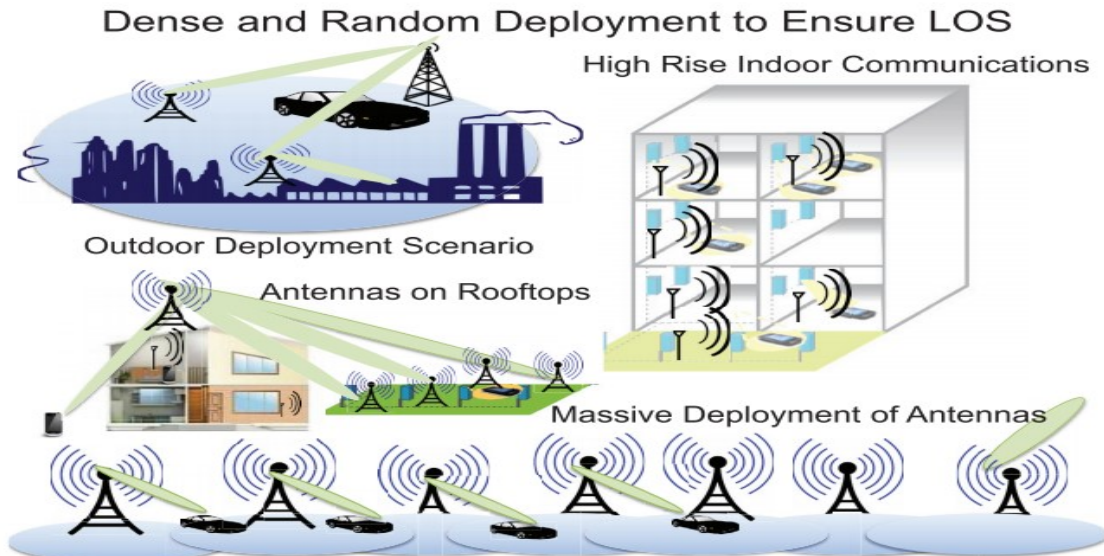 Dense and Random Deployment to Ensure LOS
High Rise Indoor Communications
Outdoor Deployment Scenario
Antennas on Rooftops
Massive Deployment of Antennas